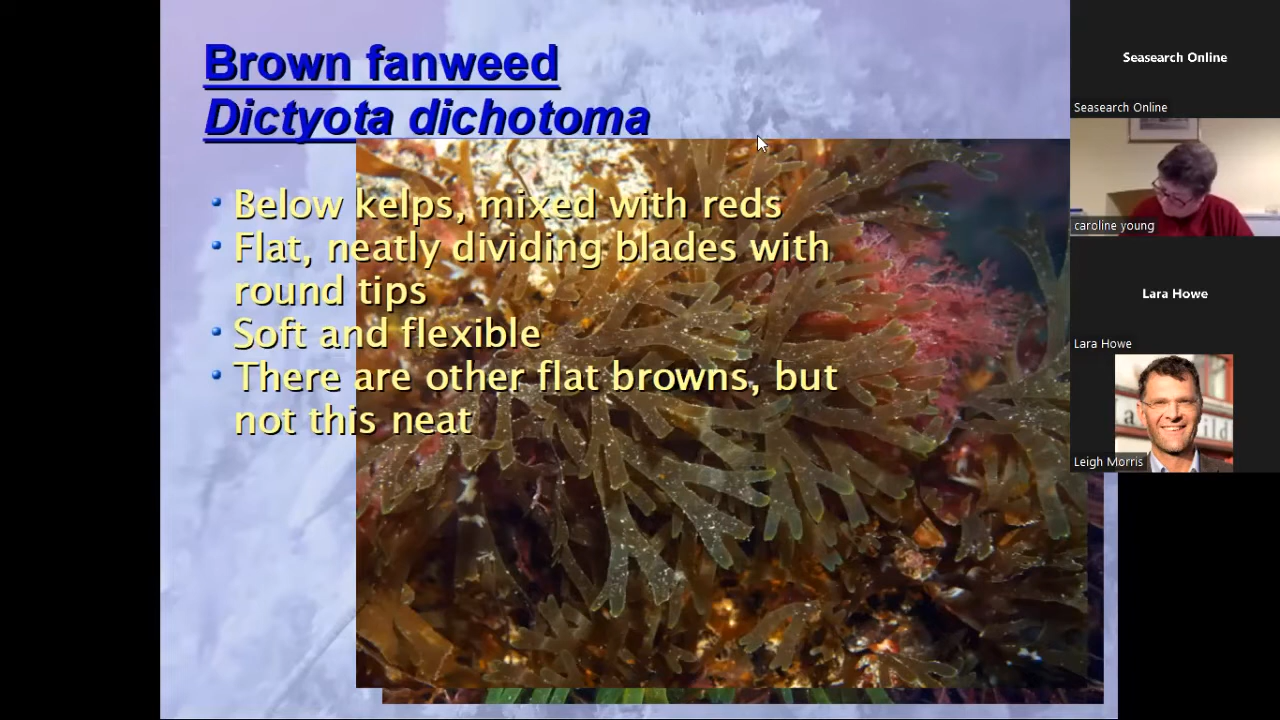 Brown fanweed
Dictyota dichotoma
• Below kelps, mixed with reds
• Flat, neatly dividing blades with
round tips
• Soft and flexible
• There are other flat browns, but
not this neat
Seasearch Online
Seasearch Online
caroline young
Lara Howe
Lara Howe
Leigh Morris